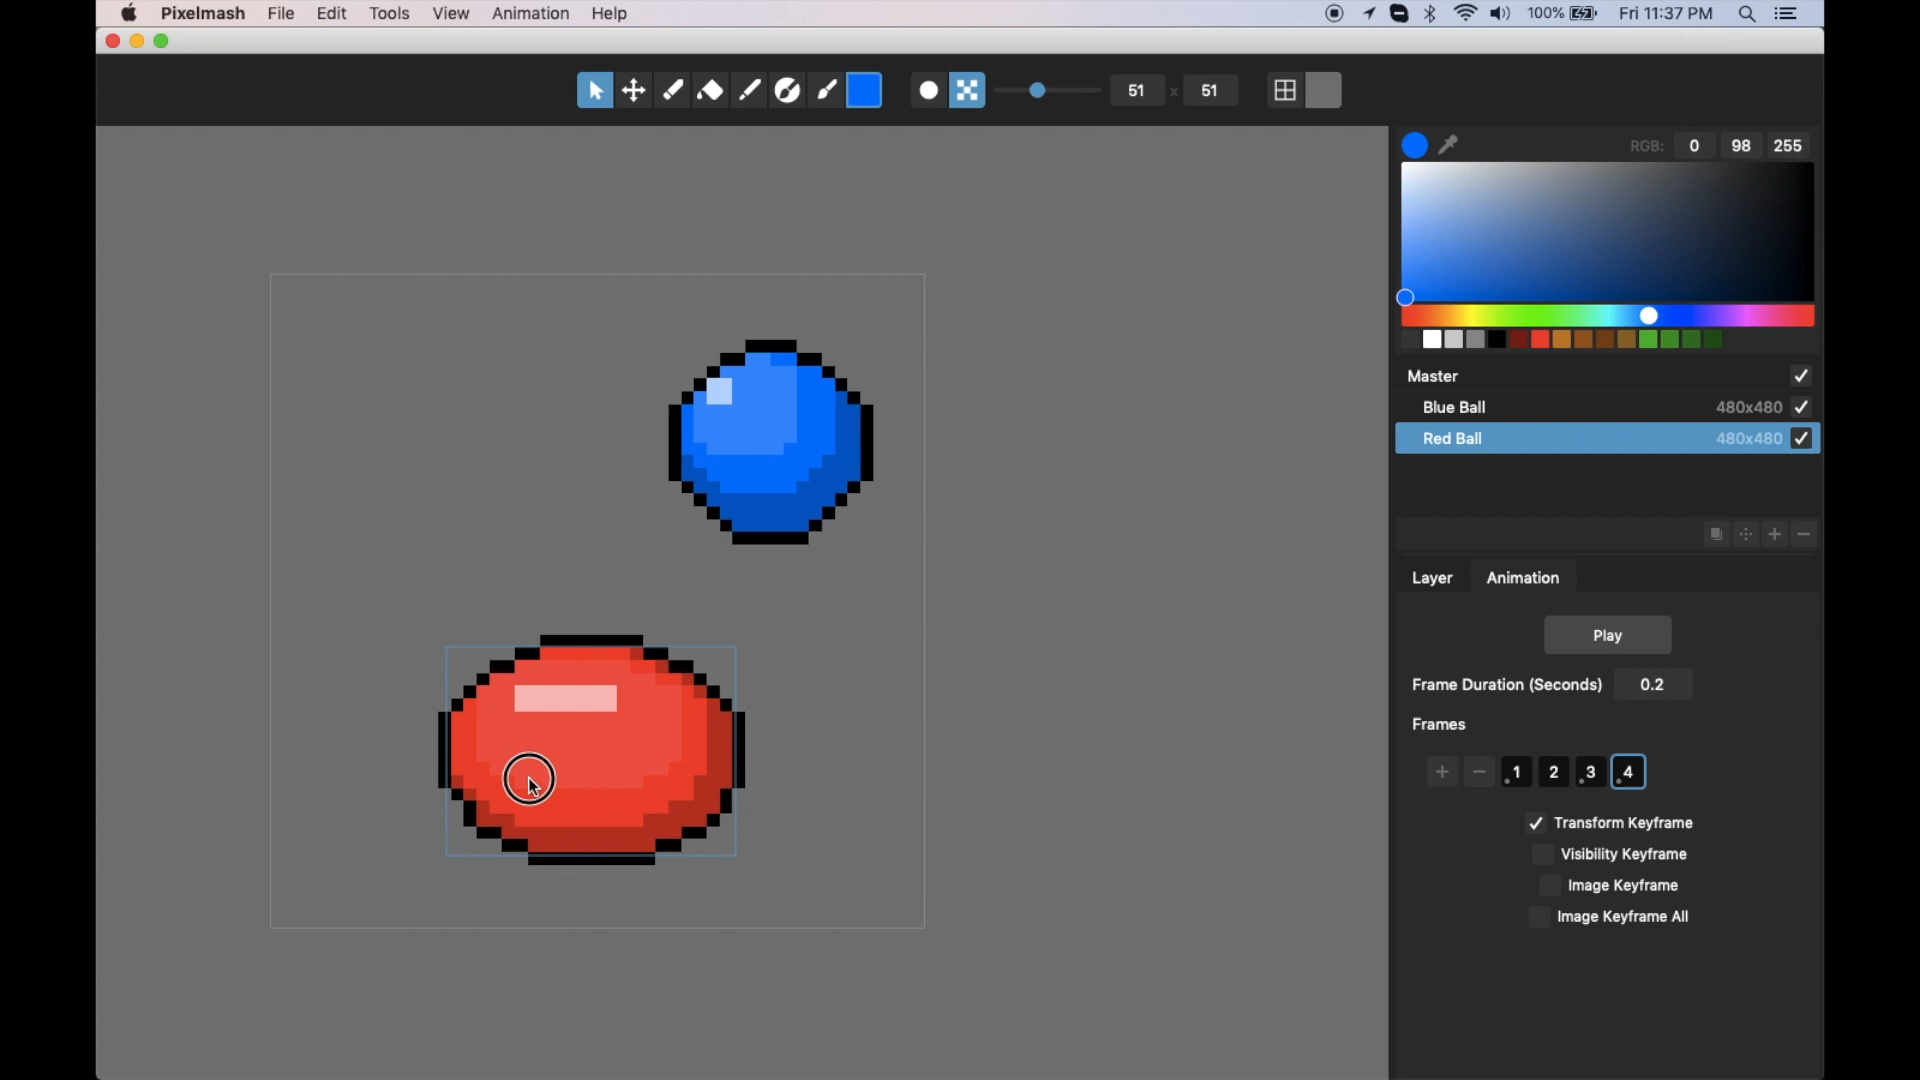 Pixelmash File Edit Tools View Animation Help 100% Fri 11:37 PM
51 x 51
RGB: 0 98 255
Master
Blue Ball 480x480
Red Ball 480x480
Layer Animation
Play
Frame Duration (Seconds) 0.2
Frames
+ − 1 2 3 4
Transform Keyframe
Visibility Keyframe
Image Keyframe
Image Keyframe All